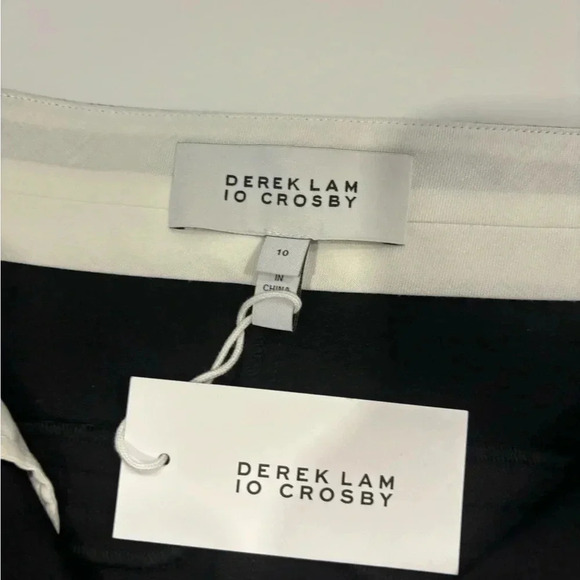 DEREK LAM
10 CROSBY
10
IN
CHINA
DEREK LAM
10 CROSBY